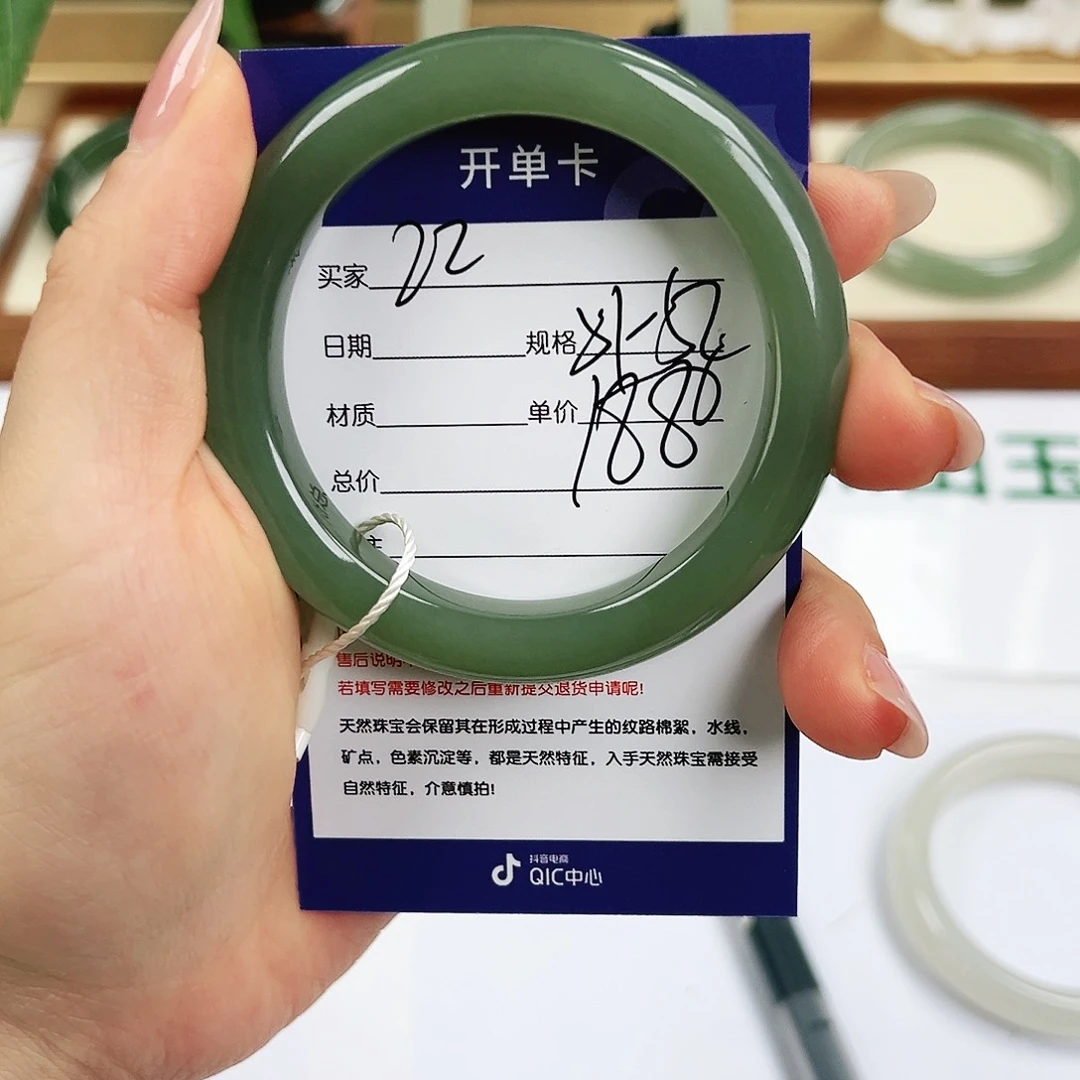 开单卡
买家
日期 规格
材质 单价 1880
总价
主
售后说明
若填写需要修改之后重新提交退货申请呢!
天然珠宝会保留其在形成过程中产生的纹路棉絮，水线，
矿点，色素沉淀等，都是天然特征，入手天然珠宝需接受
自然特征，介意慎拍!
抖音电商
QIC中心
玉